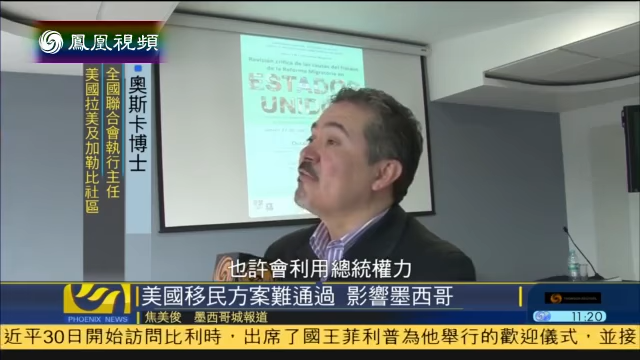 鳳凰視頻
奧斯卡博士
全國聯合會執行主任
美國拉美及加勒比社區
de la Reforma Migratoria en
ESTADOS
UNIDOS
也許會利用總統權力
美國移民方案難通過 影響墨西哥
焦美俊 墨西哥城報道
PHOENIX NEWS
11:20
近平30日開始訪問比利時，出席了國王菲利普為他舉行的歡迎儀式，並接